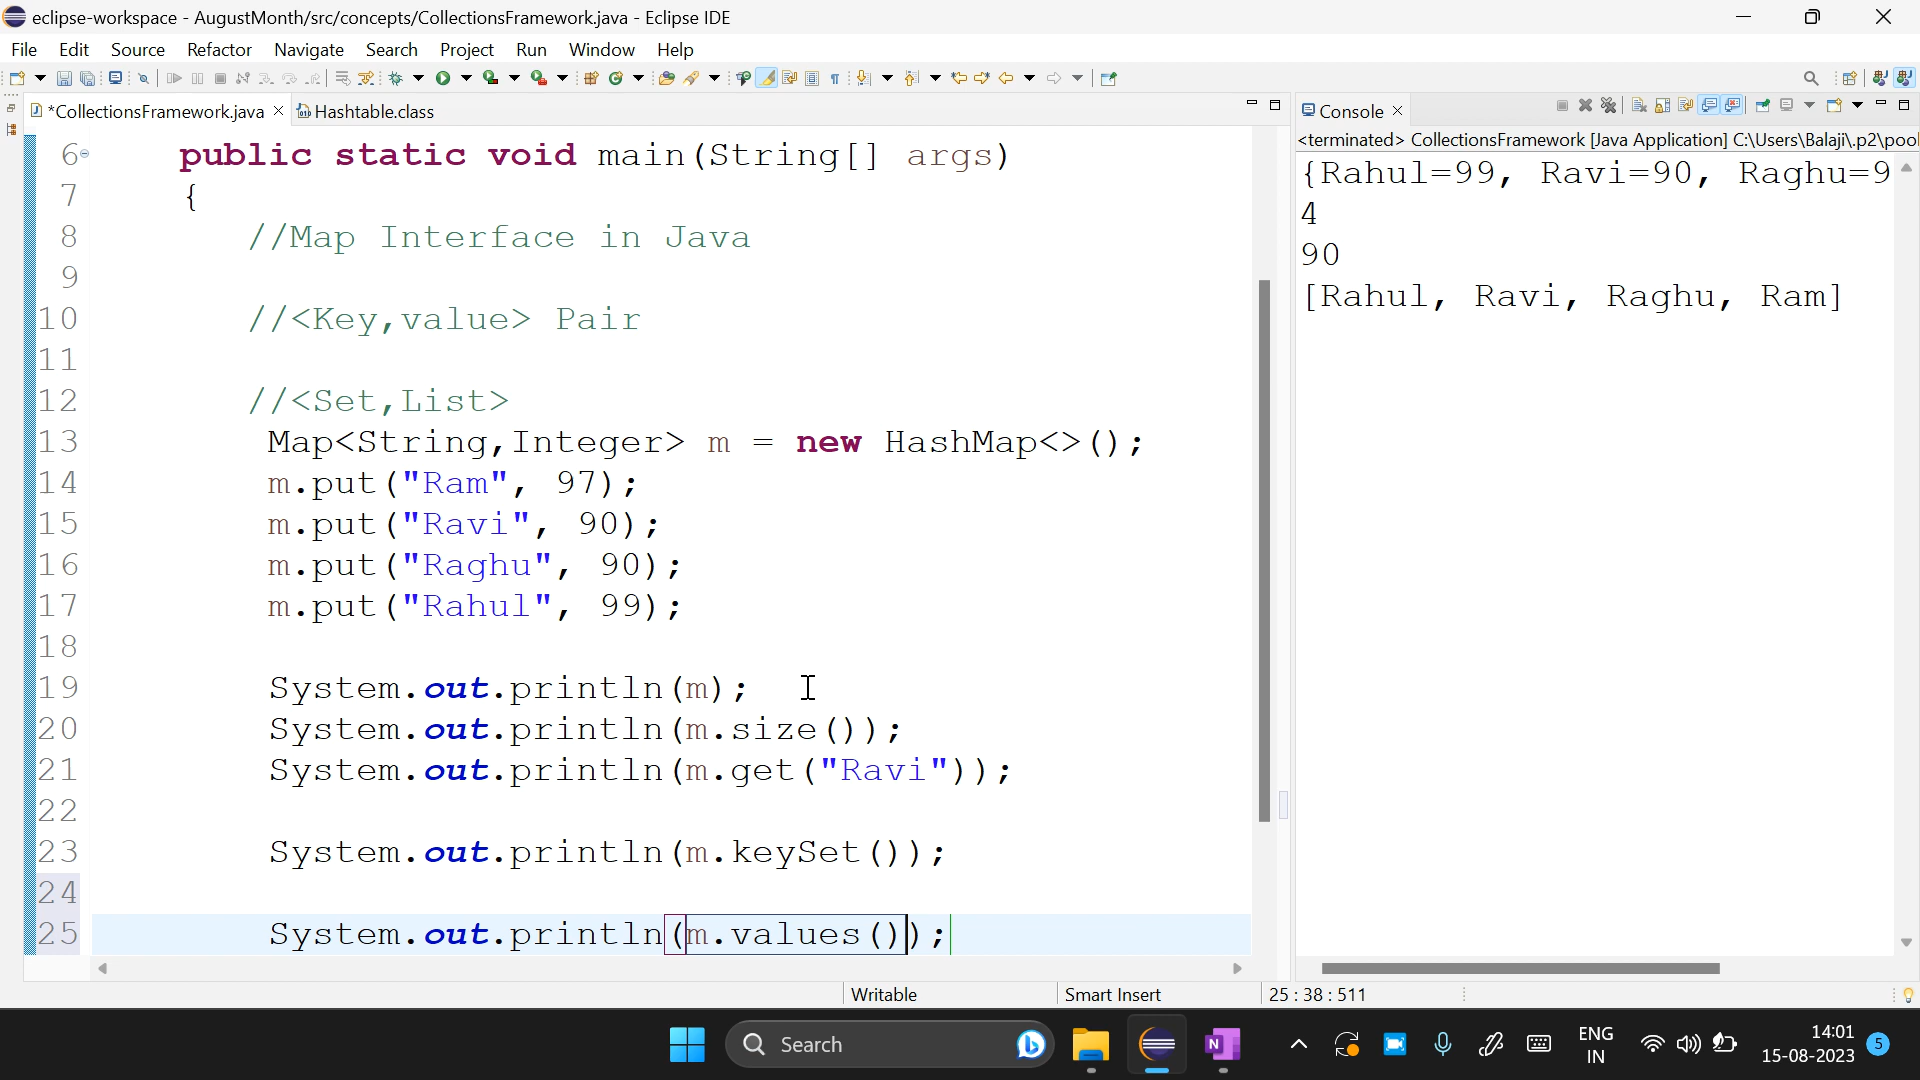 eclipse-workspace - AugustMonth/src/concepts/CollectionsFramework.java - Eclipse IDE
File Edit Source Refactor Navigate Search Project Run Window Help
*CollectionsFramework.java Hashtable.class
Console
<terminated> CollectionsFramework [Java Application] C:\Users\Balaji\.p2\pool
6 public static void main(String[] args)
7 {
8 //Map Interface in Java
9
10 //<Key,value> Pair
11
12 //<Set,List>
13 Map<String,Integer> m = new HashMap<>();
14 m.put("Ram", 97);
15 m.put("Ravi", 90);
16 m.put("Raghu", 90);
17 m.put("Rahul", 99);
18
19 System.out.println(m);
20 System.out.println(m.size());
21 System.out.println(m.get("Ravi"));
22
23 System.out.println(m.keySet());
24
25 System.out.println(m.values());
{Rahul=99, Ravi=90, Raghu=9
4
90
[Rahul, Ravi, Raghu, Ram]
Writable Smart Insert 25 : 38 : 511
Search
ENG
IN
14:01
15-08-2023
5